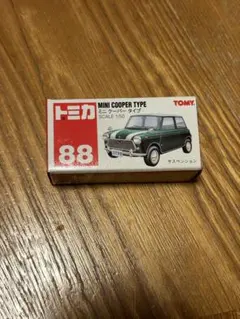 トミカ
88
MINI COOPER TYPE
ミニ クーパー タイプ
SCALE 1/50
TOMY
サスペンション